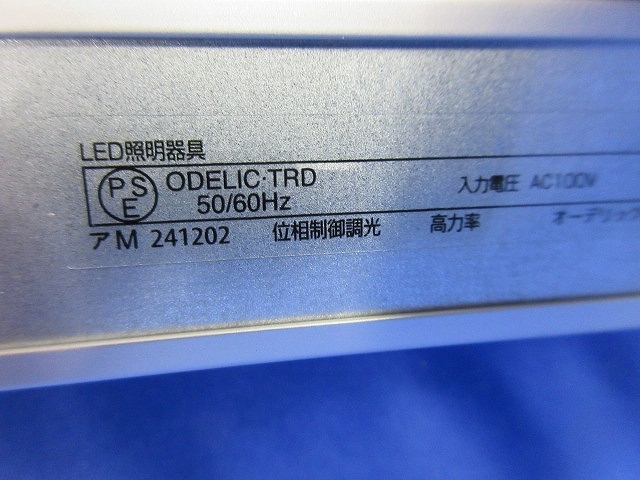 LED照明器具
PSE ODELIC·TRD 入力電圧 AC100V
50/60Hz
アM 241202 位相制御調光 高力率 オーデリック